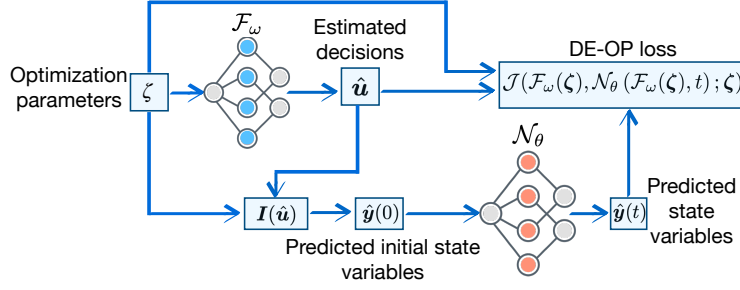 𝓕_ω
Estimated
decisions
DE-OP loss
Optimization
parameters
ζ
û
𝒥(𝓕_ω(ζ), 𝒩_θ (𝓕_ω(ζ), t) ; ζ)
𝒩_θ
I(û)
ŷ(0)
ŷ(t)
Predicted
state
variables
Predicted initial state
variables